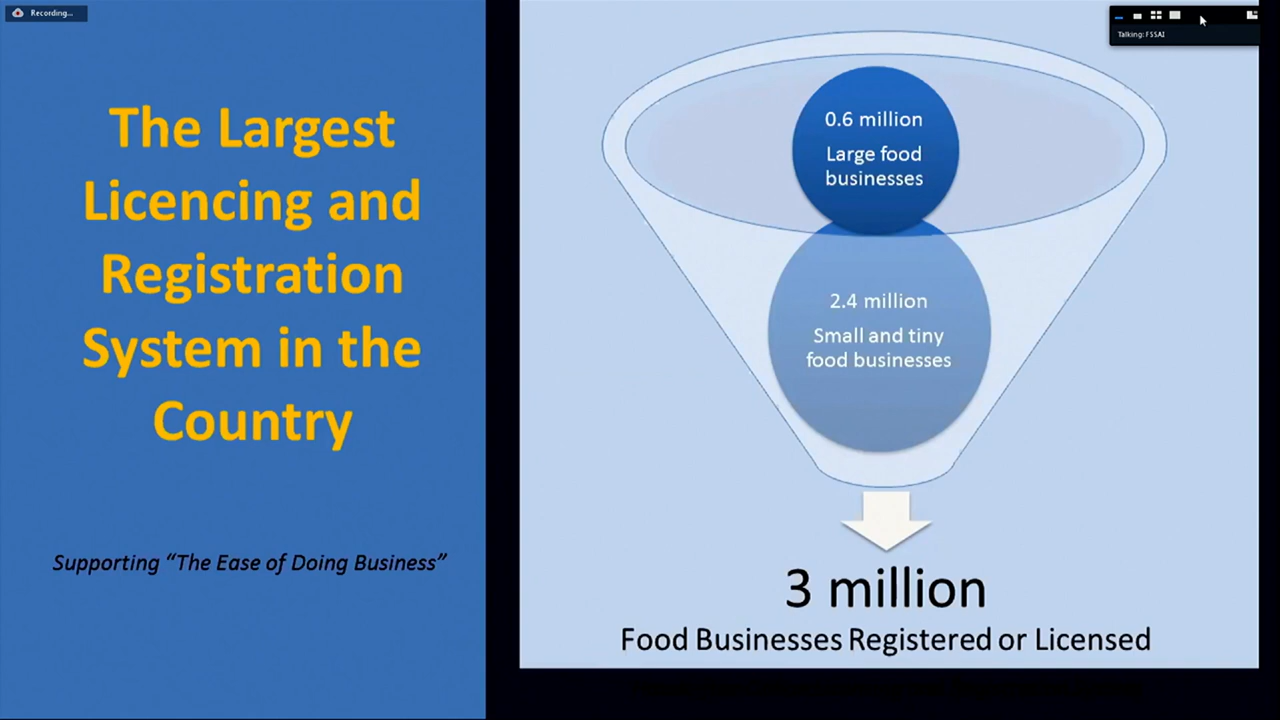 Recording...
The Largest
Licencing and
Registration
System in the
Country
Supporting “The Ease of Doing Business”
Talking: FSSAI
0.6 million
Large food
businesses
2.4 million
Small and tiny
food businesses
3 million
Food Businesses Registered or Licensed